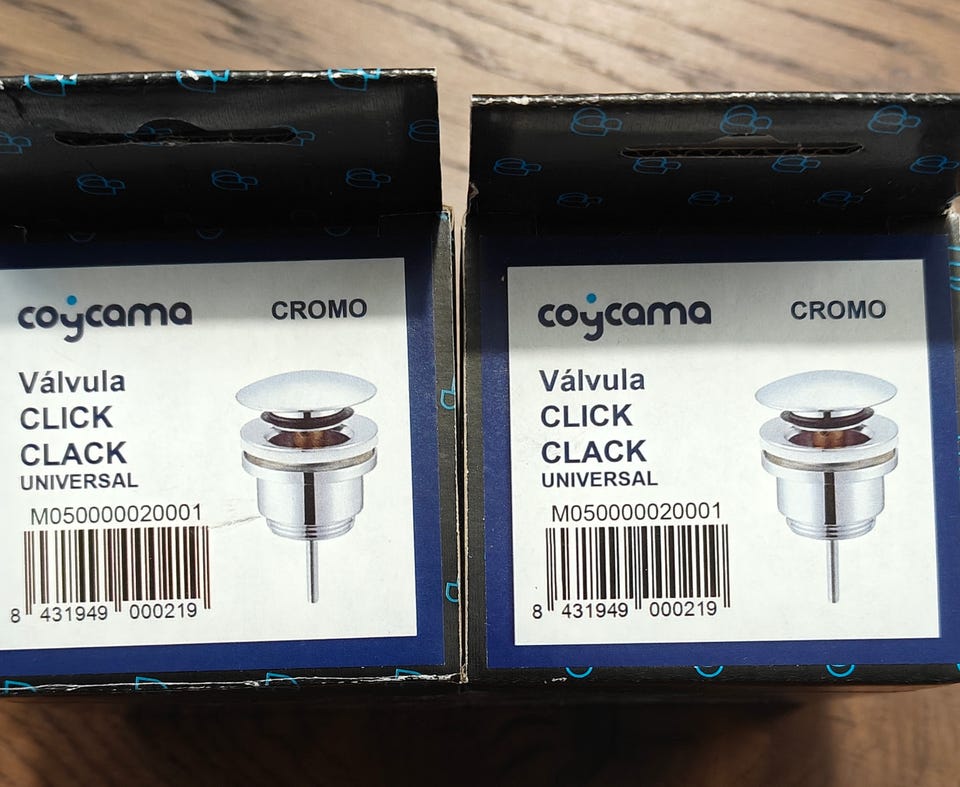 coycama CROMO
Válvula
CLICK
CLACK
UNIVERSAL
M050000020001
8 431949 000219
coycama CROMO
Válvula
CLICK
CLACK
UNIVERSAL
M050000020001
8 431949 000219